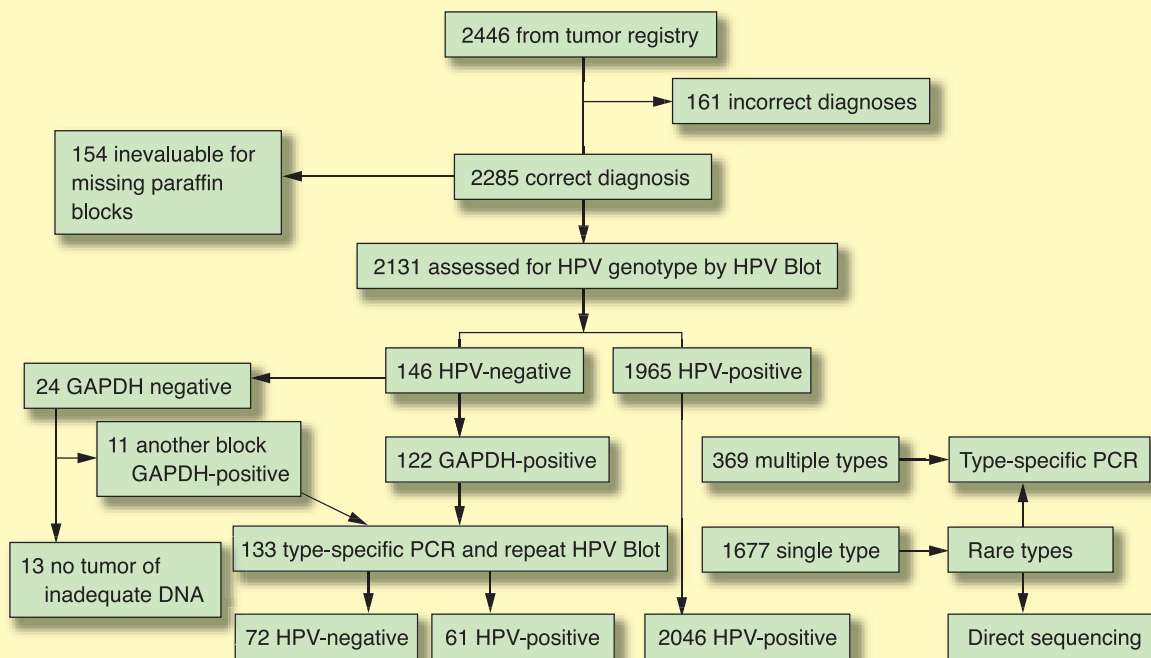 2446 from tumor registry
161 incorrect diagnoses
154 inevaluable for
missing paraffin
blocks
2285 correct diagnosis
2131 assessed for HPV genotype by HPV Blot
24 GAPDH negative
146 HPV-negative
1965 HPV-positive
11 another block
GAPDH-positive
122 GAPDH-positive
369 multiple types
Type-specific PCR
13 no tumor of
inadequate DNA
133 type-specific PCR and repeat HPV Blot
1677 single type
Rare types
72 HPV-negative
61 HPV-positive
2046 HPV-positive
Direct sequencing